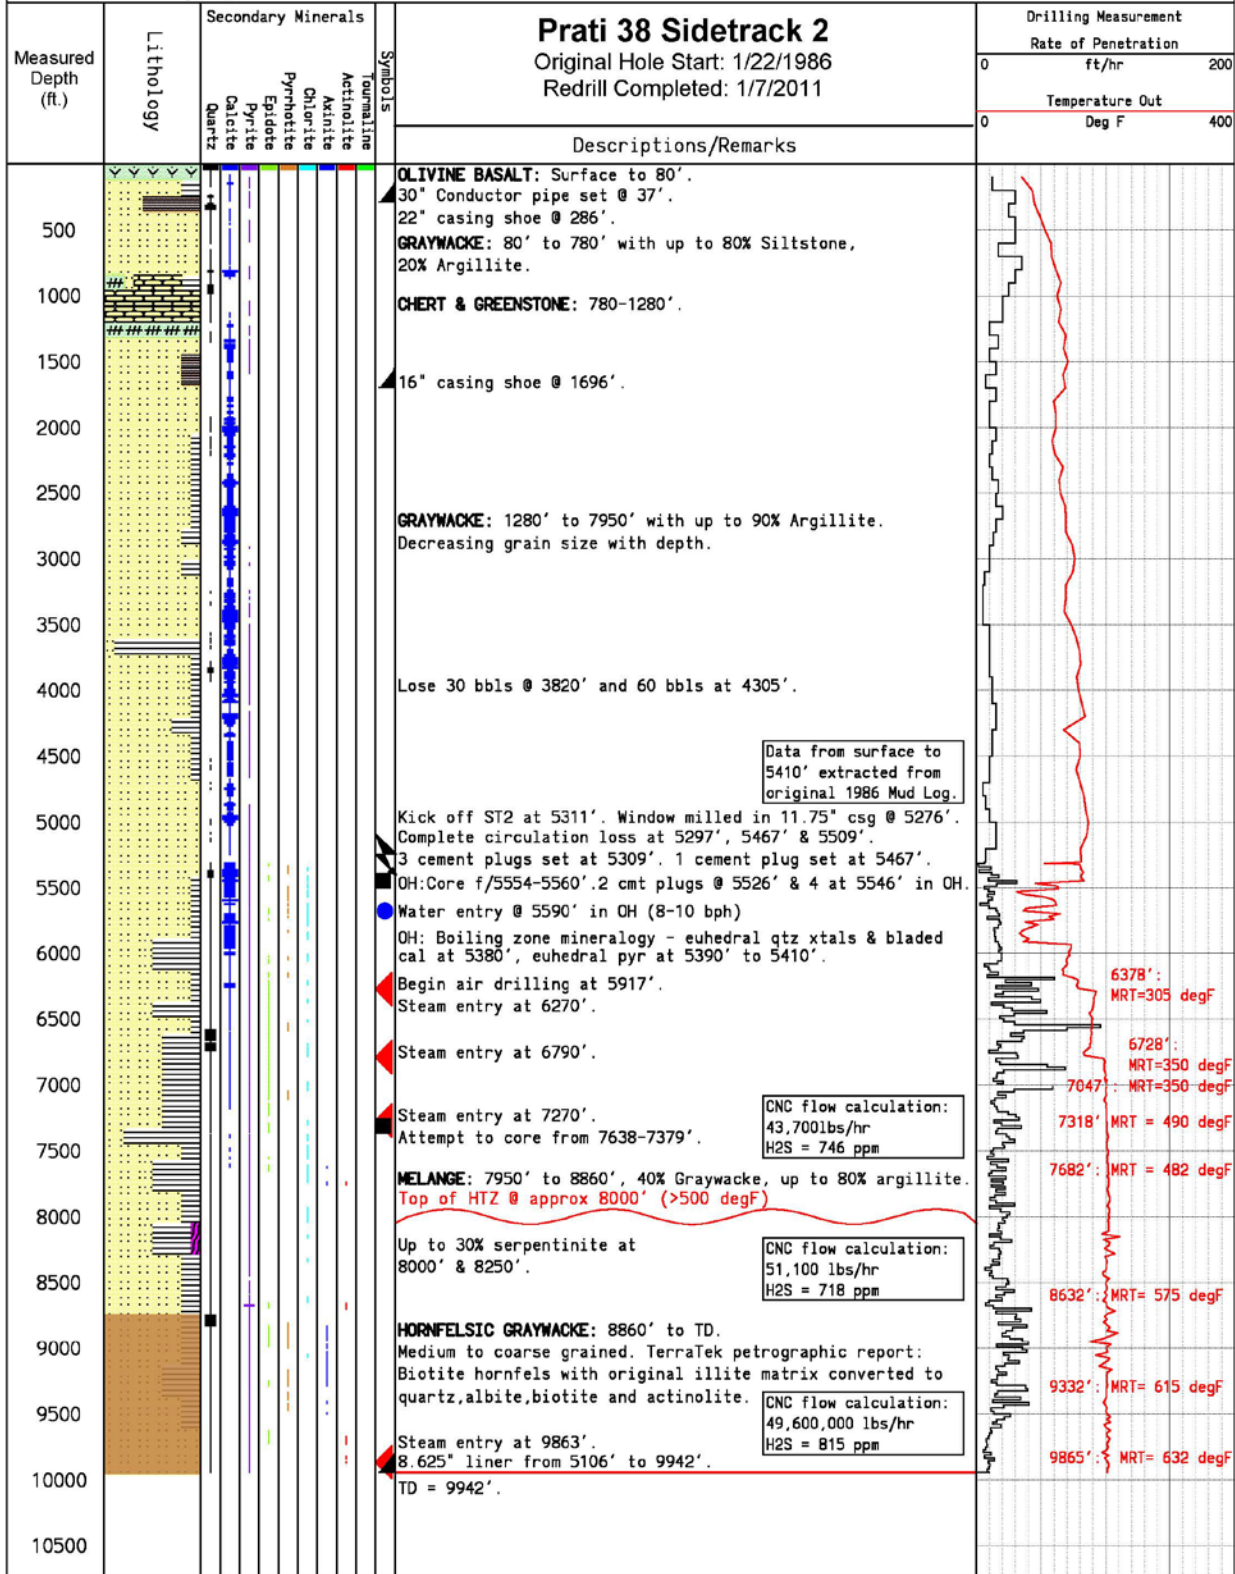 Measured
Depth
(ft.)
Lithology
Secondary Minerals
Quartz
Calcite
Pyrite
Epidote
Pyrrhotite
Chlorite
Axinite
Actinolite
Tourmaline
Symbols
Prati 38 Sidetrack 2
Original Hole Start: 1/22/1986
Redrill Completed: 1/7/2011
Descriptions/Remarks
Drilling Measurement
Rate of Penetration
0 ft/hr 200
Temperature Out
0 Deg F 400
500
1000
1500
2000
2500
3000
3500
4000
4500
5000
5500
6000
6500
7000
7500
8000
8500
9000
9500
10000
10500
OLIVINE BASALT: Surface to 80'.
30" Conductor pipe set @ 37'.
22" casing shoe @ 286'.
GRAYWACKE: 80' to 780' with up to 80% Siltstone,
20% Argillite.
CHERT & GREENSTONE: 780-1280'.
16" casing shoe @ 1696'.
GRAYWACKE: 1280' to 7950' with up to 90% Argillite.
Decreasing grain size with depth.
Lose 30 bbls @ 3820' and 60 bbls at 4305'.
Data from surface to
5410' extracted from
original 1986 Mud Log.
Kick off ST2 at 5311'. Window milled in 11.75" csg @ 5276'.
Complete circulation loss at 5297', 5467' & 5509'.
3 cement plugs set at 5309'. 1 cement plug set at 5467'.
OH:Core f/5554-5560'.2 cmt plugs @ 5526' & 4 at 5546' in OH.
Water entry @ 5590' in OH (8-10 bph)
OH: Boiling zone mineralogy - euhedral qtz xtals & bladed
cal at 5380', euhedral pyr at 5390' to 5410'.
Begin air drilling at 5917'.
Steam entry at 6270'.
Steam entry at 6790'.
Steam entry at 7270'.
Attempt to core from 7638-7379'.
CNC flow calculation:
43,700lbs/hr
H2S = 746 ppm
MELANGE: 7950' to 8860', 40% Graywacke, up to 80% argillite.
Top of HTZ @ approx 8000' (>500 degF)
Up to 30% serpentinite at
8000' & 8250'.
CNC flow calculation:
51,100 lbs/hr
H2S = 718 ppm
HORNFELSIC GRAYWACKE: 8860' to TD.
Medium to coarse grained. TerraTek petrographic report:
Biotite hornfels with original illite matrix converted to
quartz,albite,biotite and actinolite.
CNC flow calculation:
49,600,000 lbs/hr
H2S = 815 ppm
Steam entry at 9863'.
8.625" liner from 5106' to 9942'.
TD = 9942'.
6378':
MRT=305 degF
6728':
MRT=350 degF
7047': MRT=350 degF
7318' MRT = 490 degF
7682': MRT = 482 degF
8632': MRT= 575 degF
9332': MRT= 615 degF
9865': MRT= 632 degF